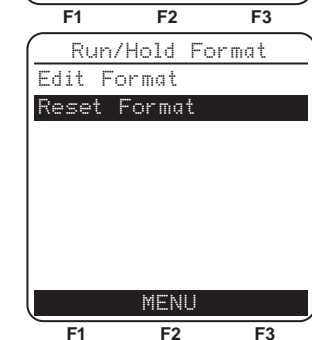 F1 F2 F3
Run/Hold Format
Edit Format
Reset Format
MENU
F1 F2 F3